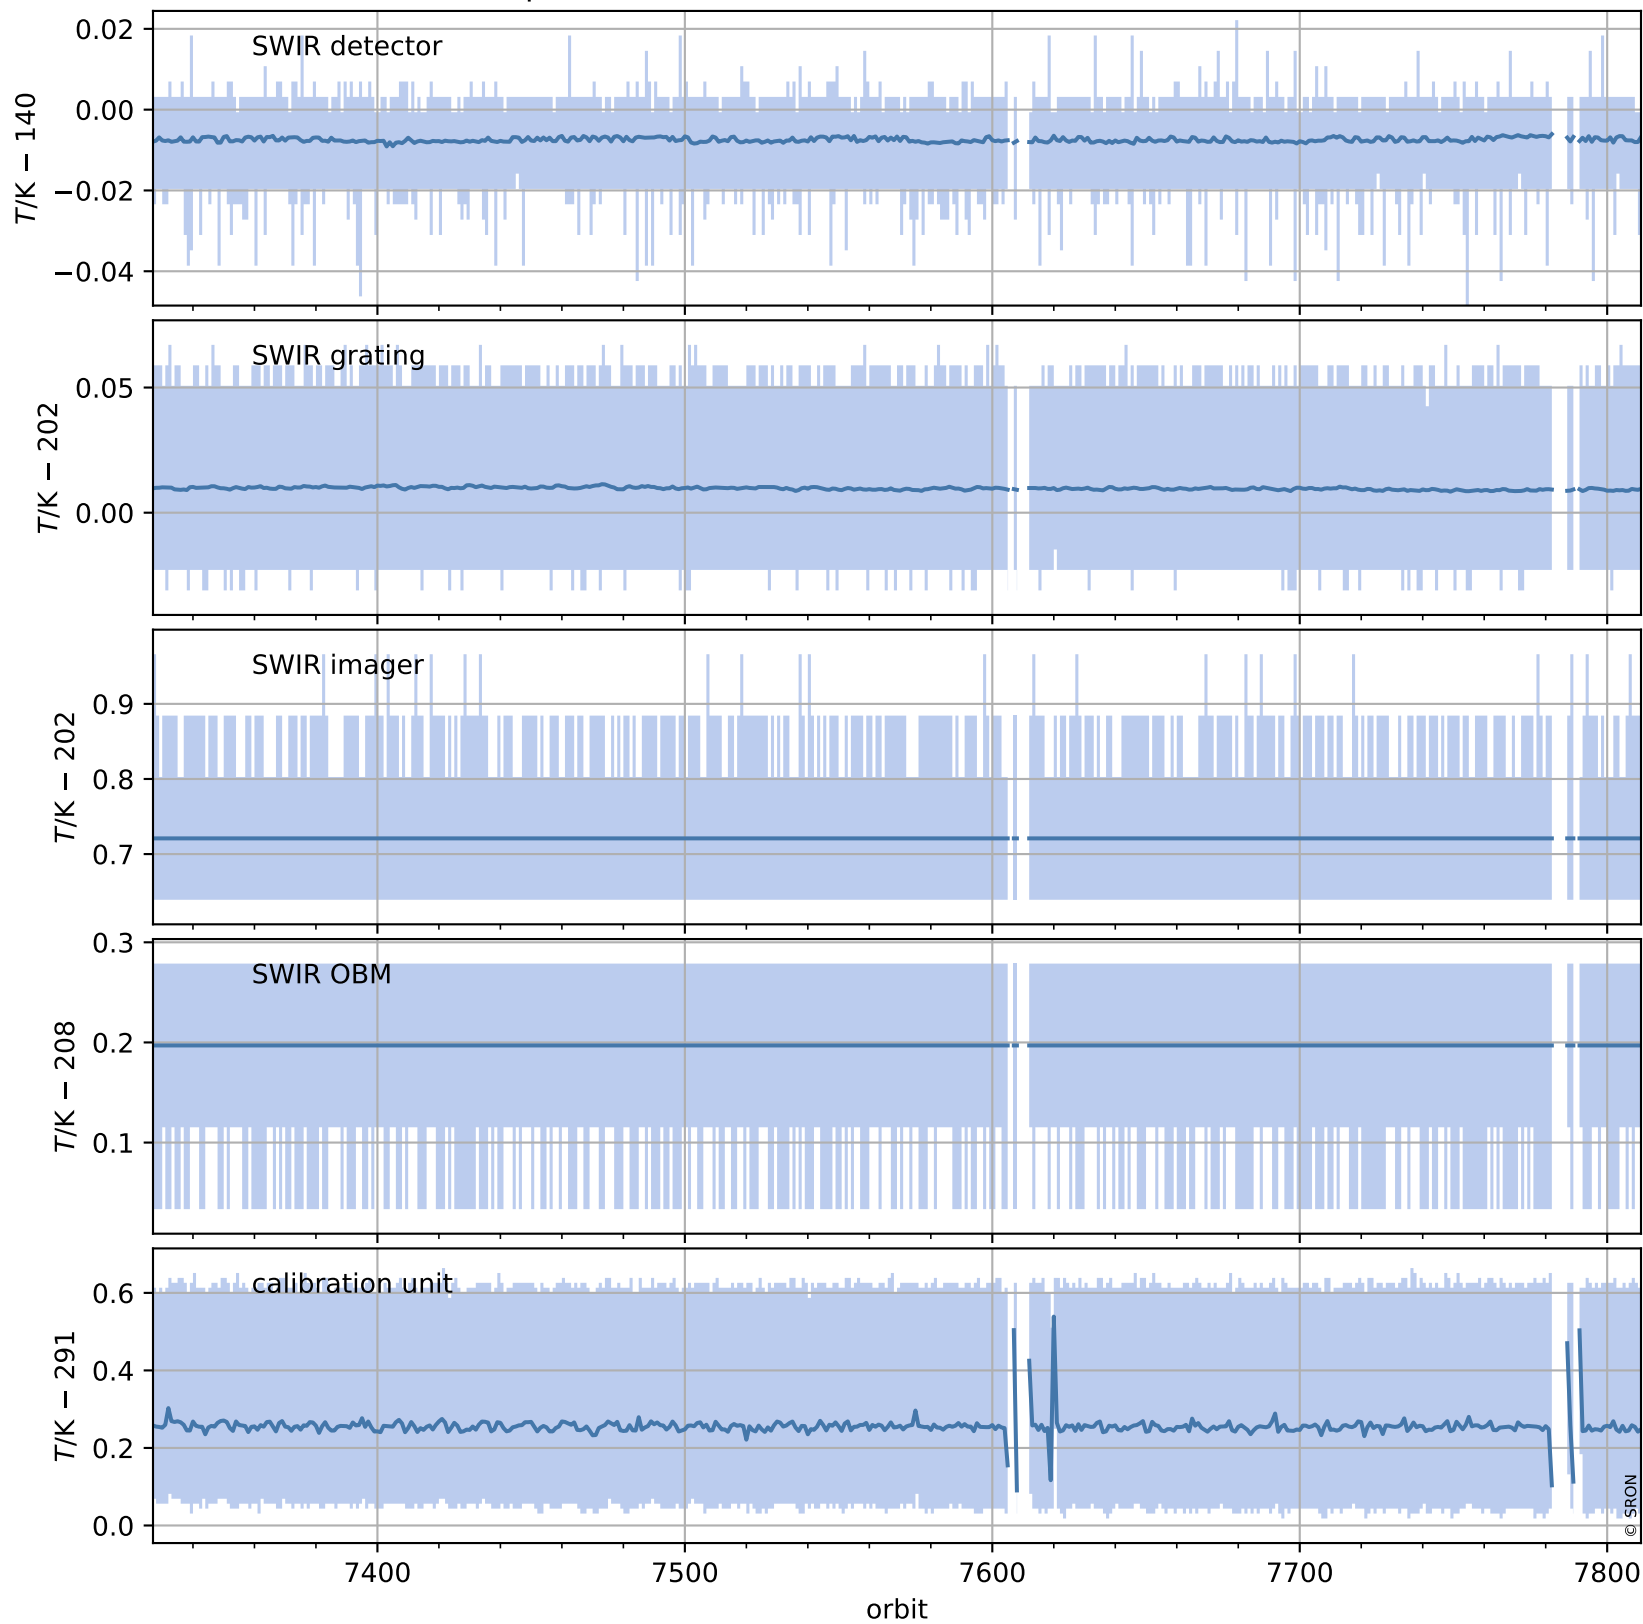 SWIR detector
0.02
0.00
−0.02
−0.04
T/K − 140
SWIR grating
0.05
0.00
T/K − 202
SWIR imager
0.9
0.8
0.7
T/K − 202
SWIR OBM
0.3
0.2
0.1
T/K − 208
calibration unit
0.6
0.4
0.2
0.0
T/K − 291
© SRON
7400 7500 7600 7700 7800
orbit